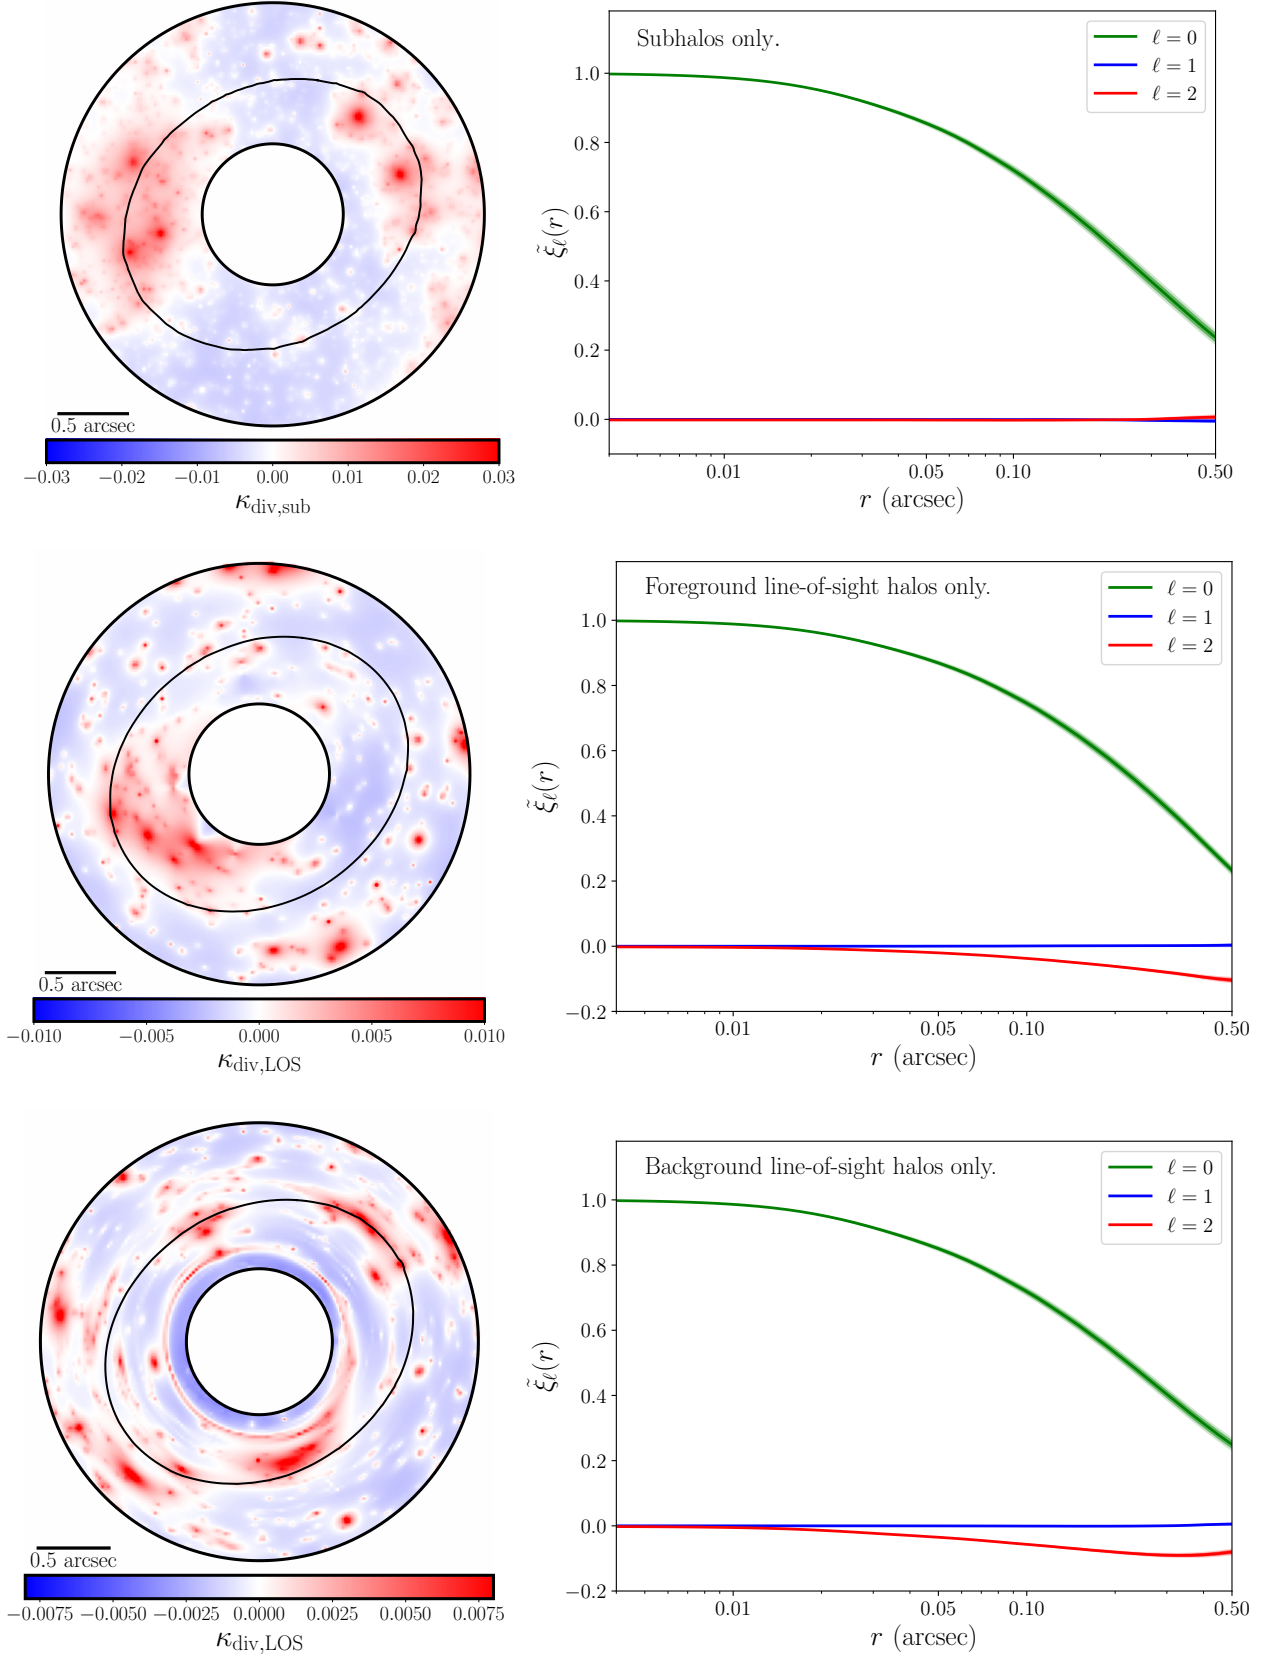 Subhalos only.
ℓ = 0
ℓ = 1
ℓ = 2
1.0
0.8
0.6
0.4
0.2
0.0
ξ̃ℓ(r)
0.01 0.05 0.10 0.50
r (arcsec)
0.5 arcsec
−0.03 −0.02 −0.01 0.00 0.01 0.02 0.03
κdiv,sub
Foreground line-of-sight halos only.
ℓ = 0
ℓ = 1
ℓ = 2
1.0
0.8
0.6
0.4
0.2
0.0
−0.2
ξ̃ℓ(r)
0.01 0.05 0.10 0.50
r (arcsec)
0.5 arcsec
−0.010 −0.005 0.000 0.005 0.010
κdiv,LOS
Background line-of-sight halos only.
ℓ = 0
ℓ = 1
ℓ = 2
1.0
0.8
0.6
0.4
0.2
0.0
−0.2
ξ̃ℓ(r)
0.01 0.05 0.10 0.50
r (arcsec)
0.5 arcsec
−0.0075 −0.0050 −0.0025 0.0000 0.0025 0.0050 0.0075
κdiv,LOS